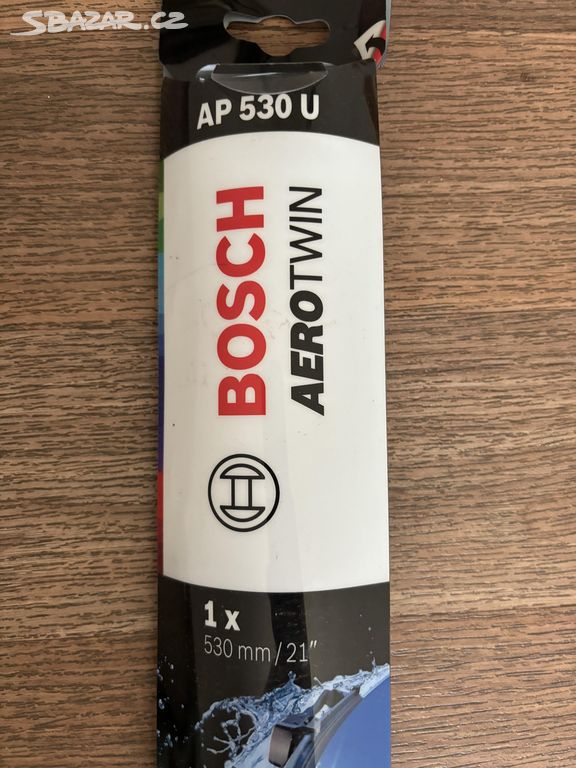 SBAZAR.CZ
AP 530 U
BOSCH
AEROTWIN
1 x
530 mm / 21"